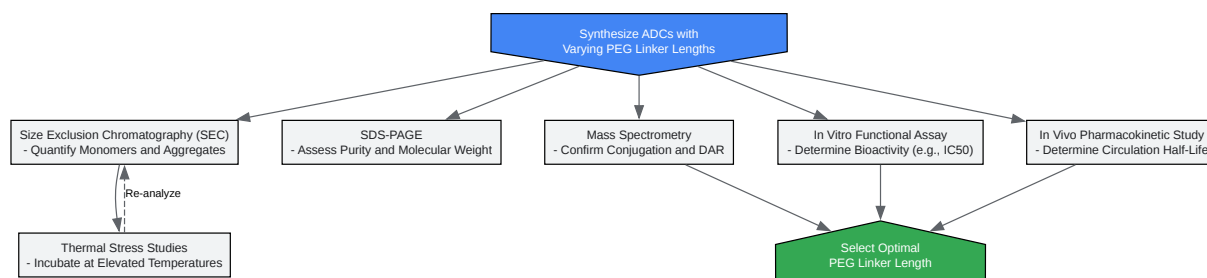 Synthesize ADCs with
Varying PEG Linker Lengths
Size Exclusion Chromatography (SEC)
- Quantify Monomers and Aggregates
SDS-PAGE
- Assess Purity and Molecular Weight
Mass Spectrometry
- Confirm Conjugation and DAR
In Vitro Functional Assay
- Determine Bioactivity (e.g., IC50)
In Vivo Pharmacokinetic Study
- Determine Circulation Half-Life
Re-analyze
Thermal Stress Studies
- Incubate at Elevated Temperatures
Select Optimal
PEG Linker Length